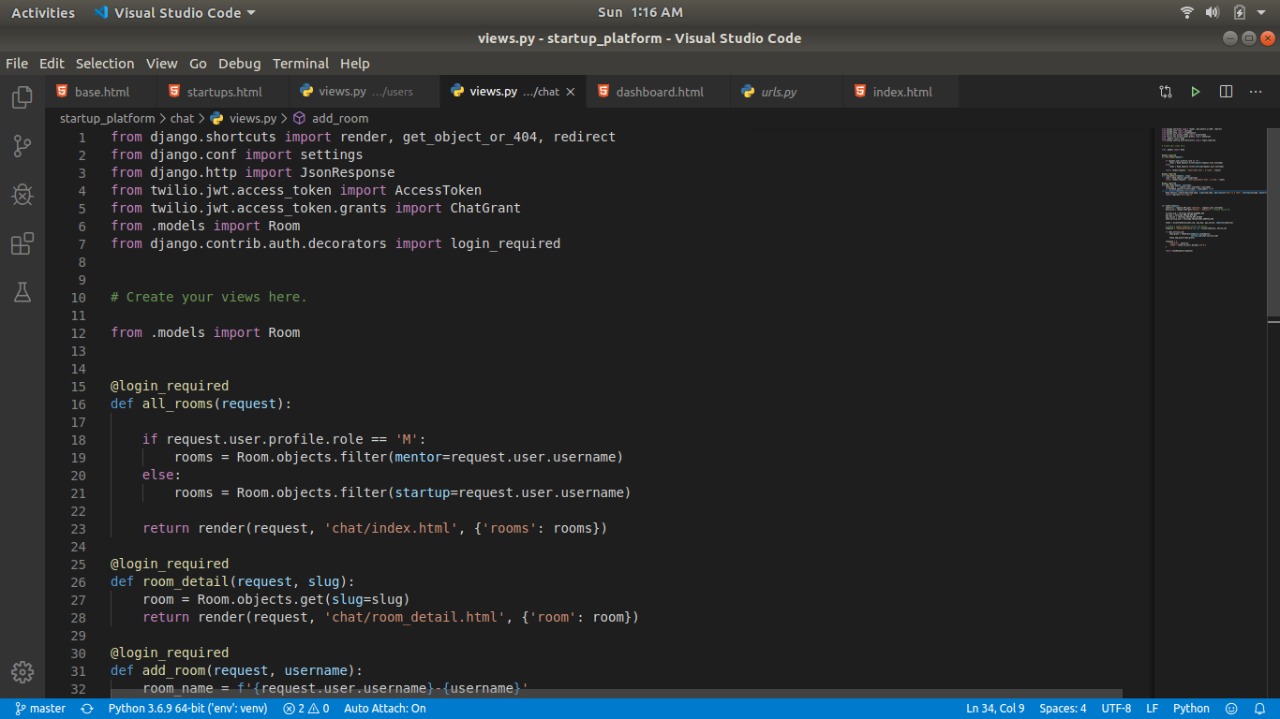 Activities Visual Studio Code Sun 1:16 AM
views.py - startup_platform - Visual Studio Code
File Edit Selection View Go Debug Terminal Help
base.html startups.html views.py .../users views.py .../chat × dashboard.html urls.py index.html ···
startup_platform > chat > views.py > add_room
1 from django.shortcuts import render, get_object_or_404, redirect
2 from django.conf import settings
3 from django.http import JsonResponse
4 from twilio.jwt.access_token import AccessToken
5 from twilio.jwt.access_token.grants import ChatGrant
6 from .models import Room
7 from django.contrib.auth.decorators import login_required
8
9
10 # Create your views here.
11
12 from .models import Room
13
14
15 @login_required
16 def all_rooms(request):
17
18     if request.user.profile.role == 'M':
19         rooms = Room.objects.filter(mentor=request.user.username)
20     else:
21         rooms = Room.objects.filter(startup=request.user.username)
22
23     return render(request, 'chat/index.html', {'rooms': rooms})
24
25 @login_required
26 def room_detail(request, slug):
27     room = Room.objects.get(slug=slug)
28     return render(request, 'chat/room_detail.html', {'room': room})
29
30 @login_required
31 def add_room(request, username):
32     room_name = f'{request.user.username}-{username}'
master Python 3.6.9 64-bit ('env': venv) 2 0 Auto Attach: On Ln 34, Col 9 Spaces: 4 UTF-8 LF Python